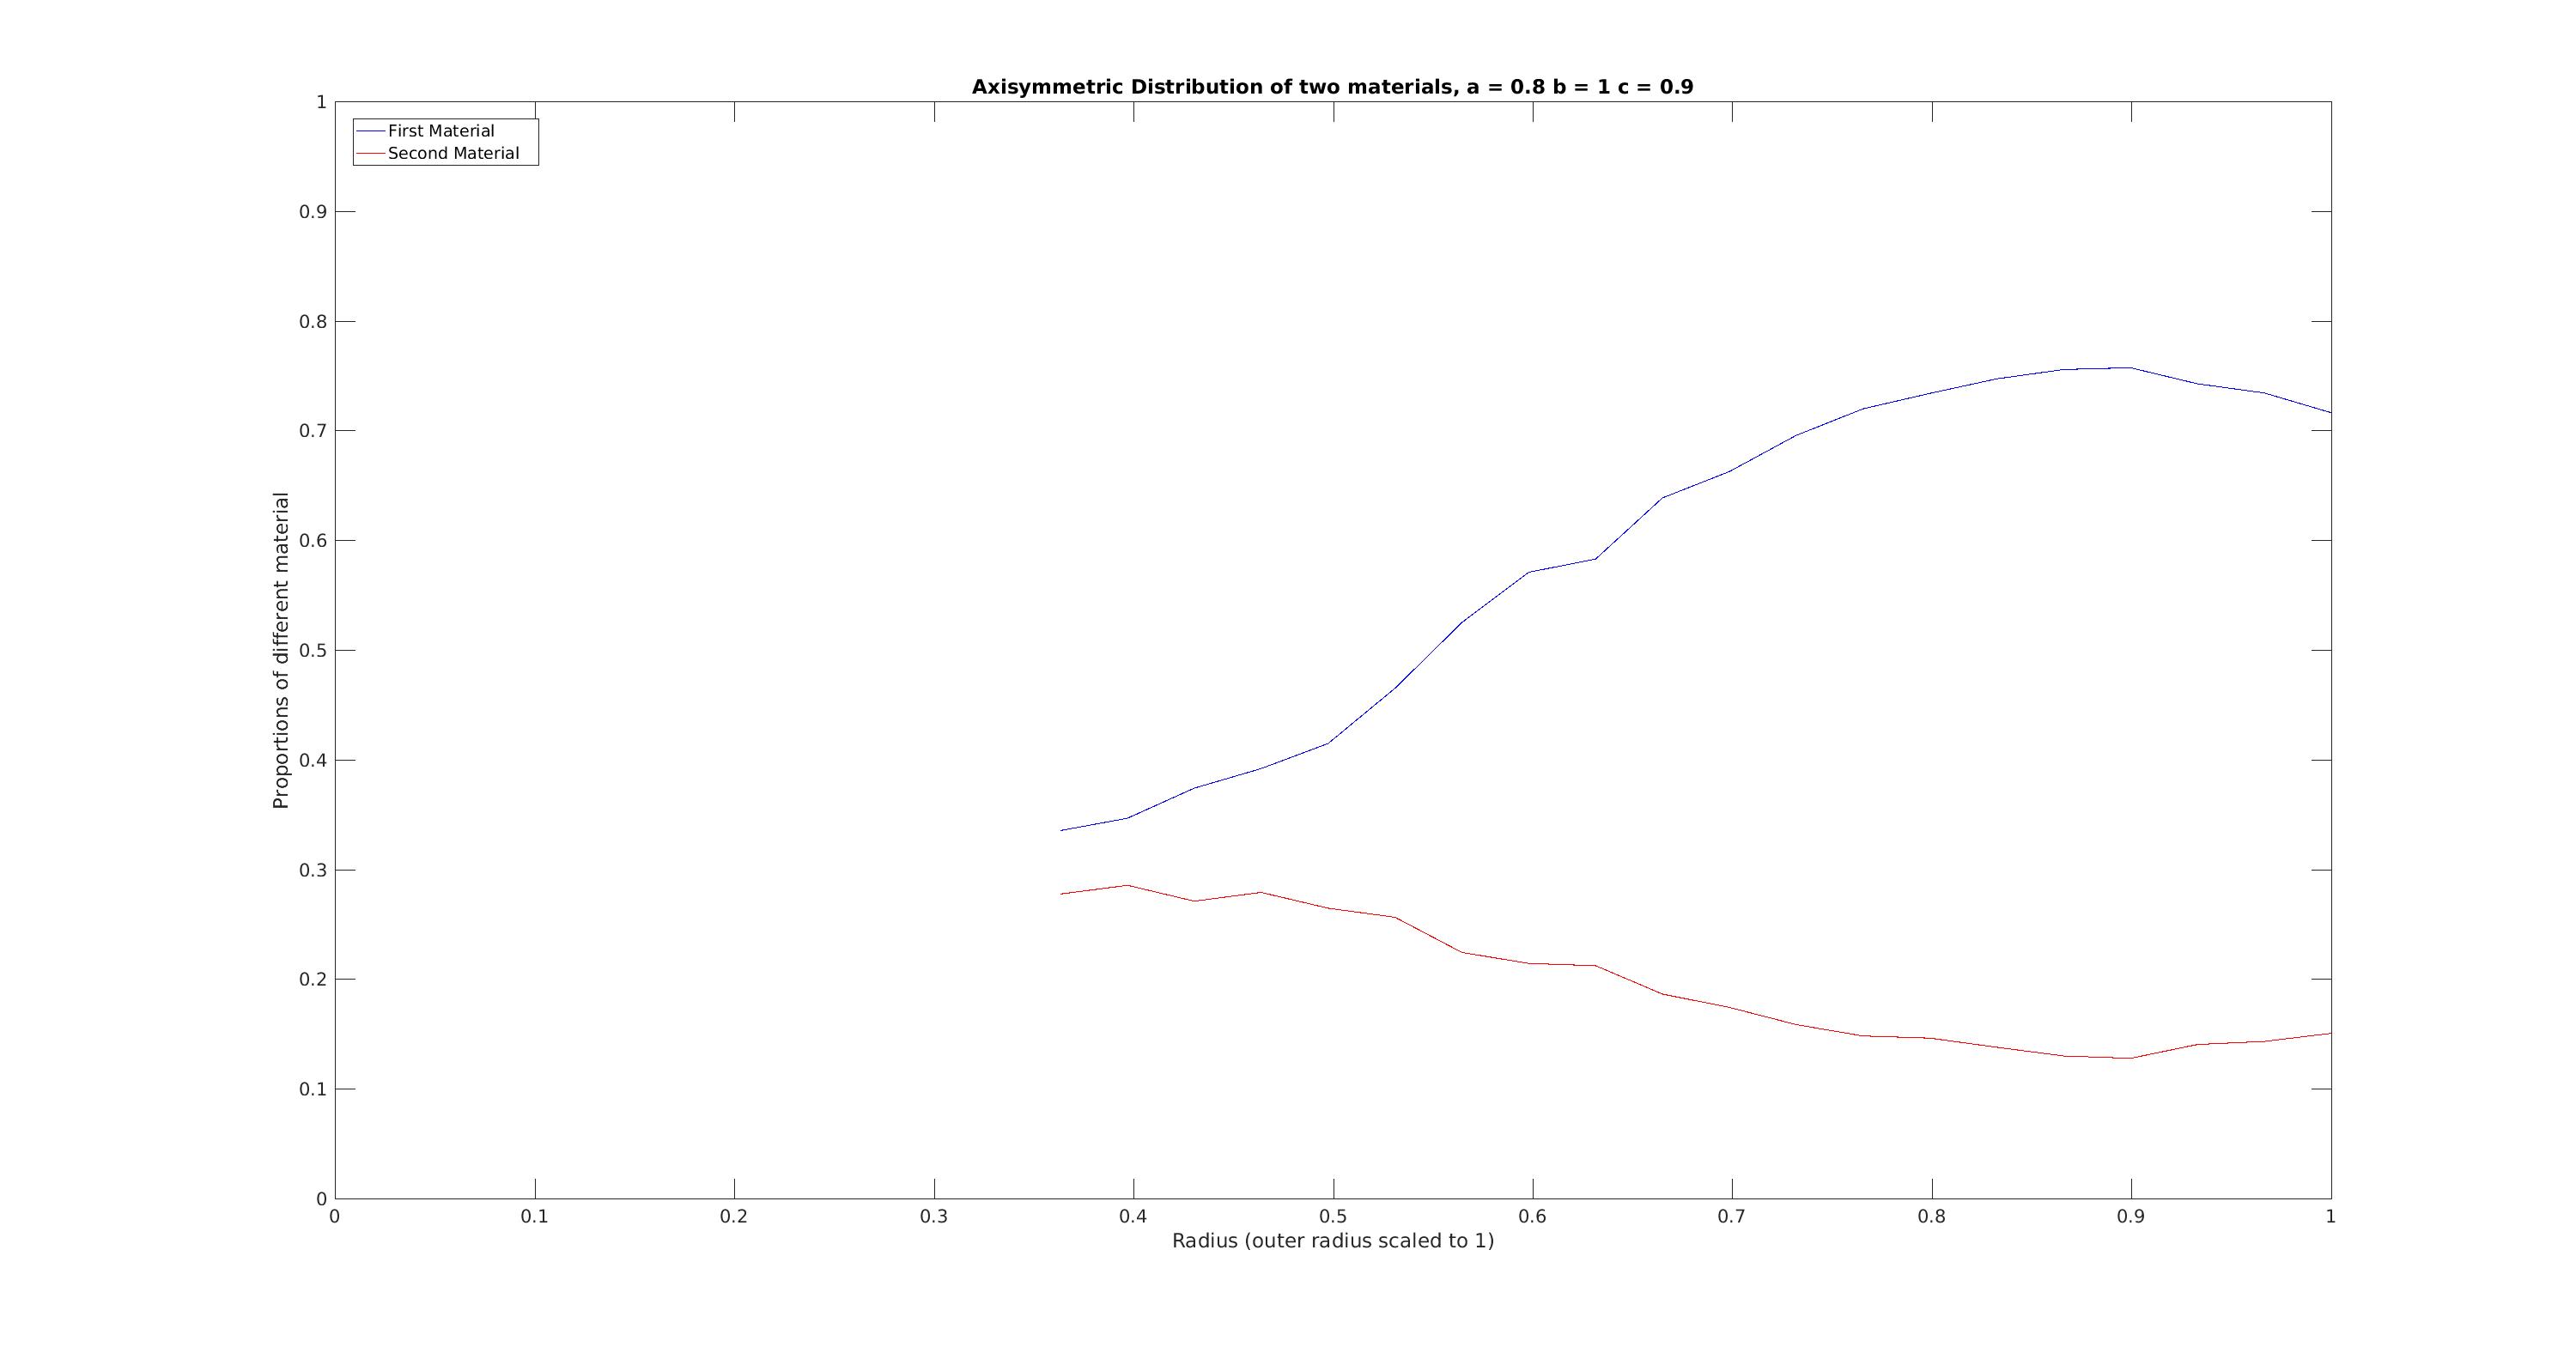 Axisymmetric Distribution of two materials, a = 0.8 b = 1 c = 0.9
First Material
Second Material
1
0.9
0.8
0.7
0.6
0.5
0.4
0.3
0.2
0.1
0
Proportions of different material
0 0.1 0.2 0.3 0.4 0.5 0.6 0.7 0.8 0.9 1
Radius (outer radius scaled to 1)